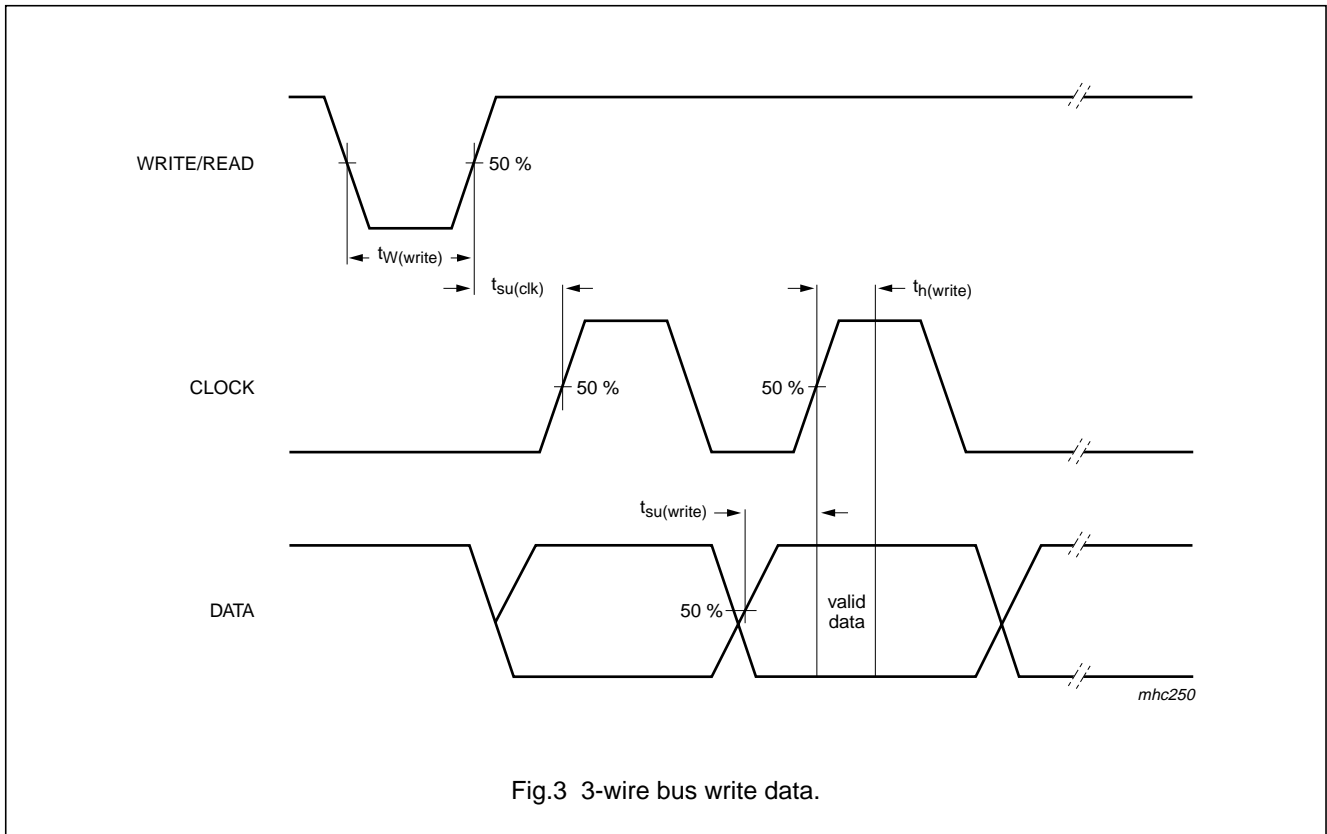 WRITE/READ
50 %
tW(write)
tsu(clk)
th(write)
CLOCK
50 %
50 %
tsu(write)
DATA
50 %
valid
data
mhc250
Fig.3 3-wire bus write data.